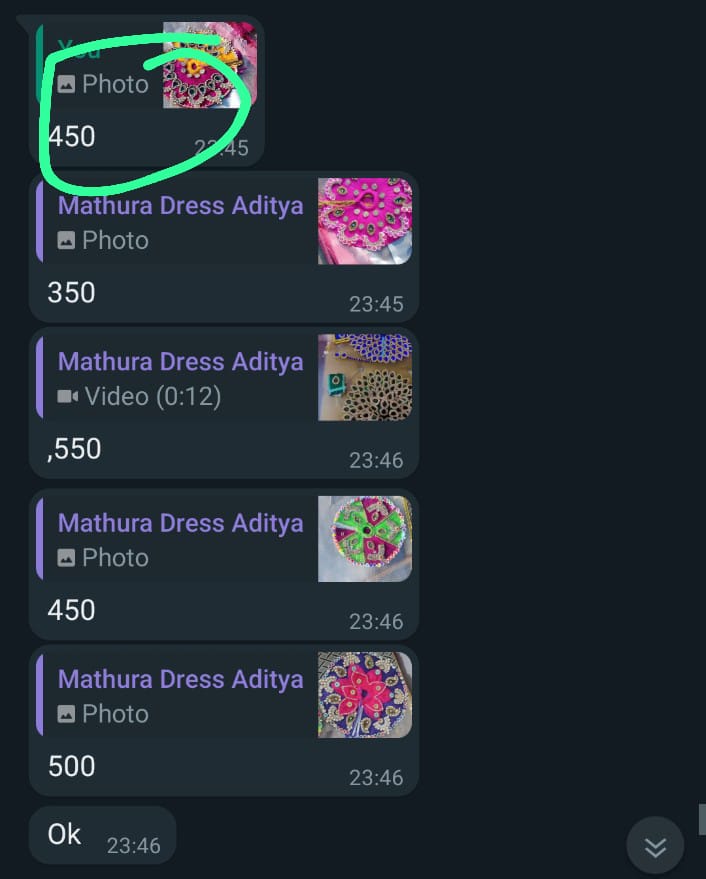 You
Photo
450
23:45
Mathura Dress Aditya
Photo
350
23:45
Mathura Dress Aditya
Video (0:12)
,550
23:46
Mathura Dress Aditya
Photo
450
23:46
Mathura Dress Aditya
Photo
500
23:46
Ok
23:46